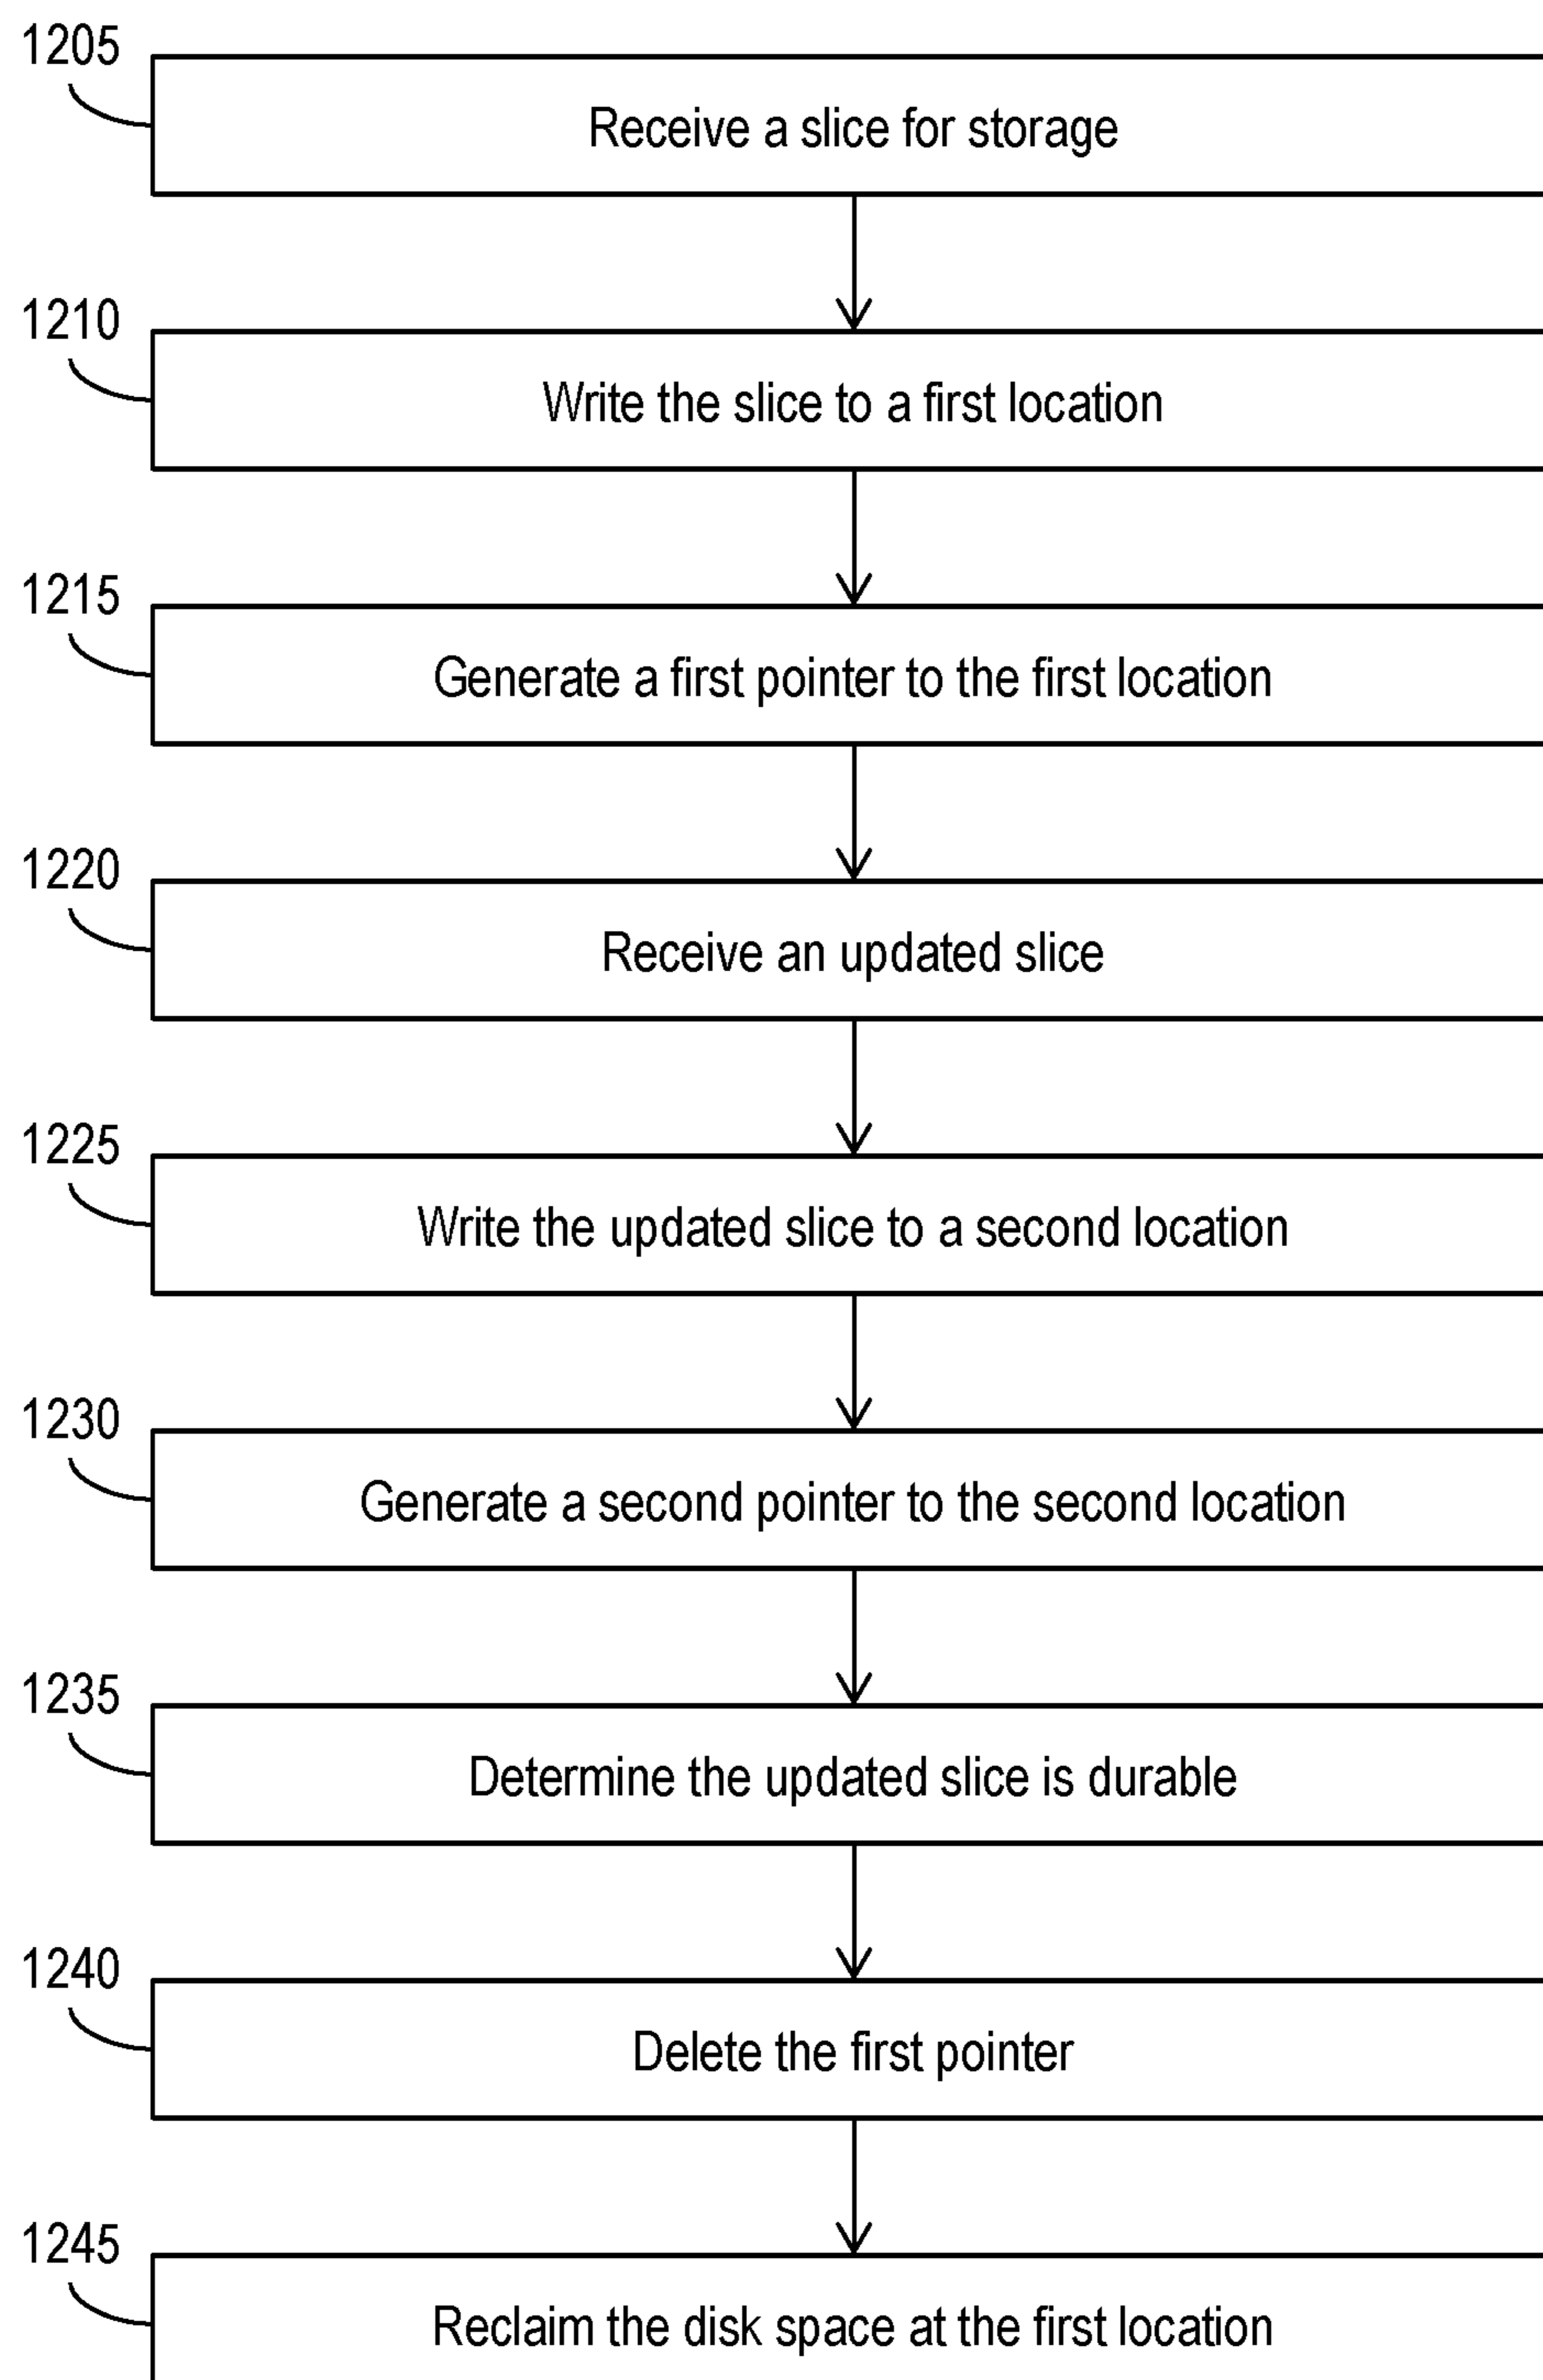 1205
Receive a slice for storage
1210
Write the slice to a first location
1215
Generate a first pointer to the first location
1220
Receive an updated slice
1225
Write the updated slice to a second location
1230
Generate a second pointer to the second location
1235
Determine the updated slice is durable
1240
Delete the first pointer
1245
Reclaim the disk space at the first location